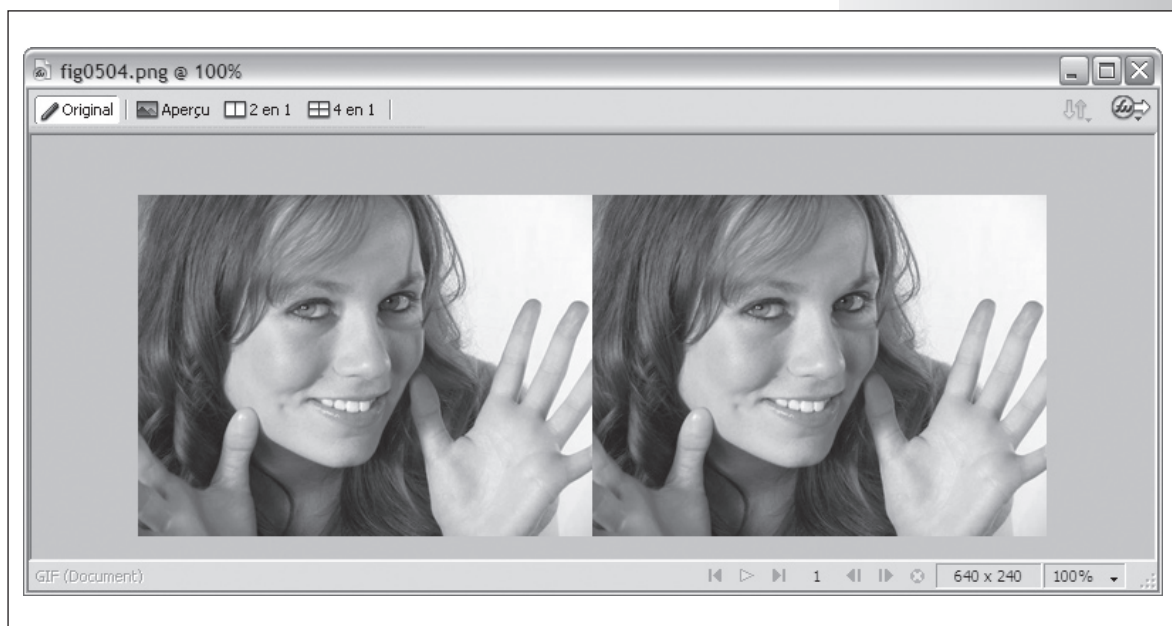 fig0504.png @ 100%
Original Aperçu 2 en 1 4 en 1
GIF (Document) 1 640 x 240 100%